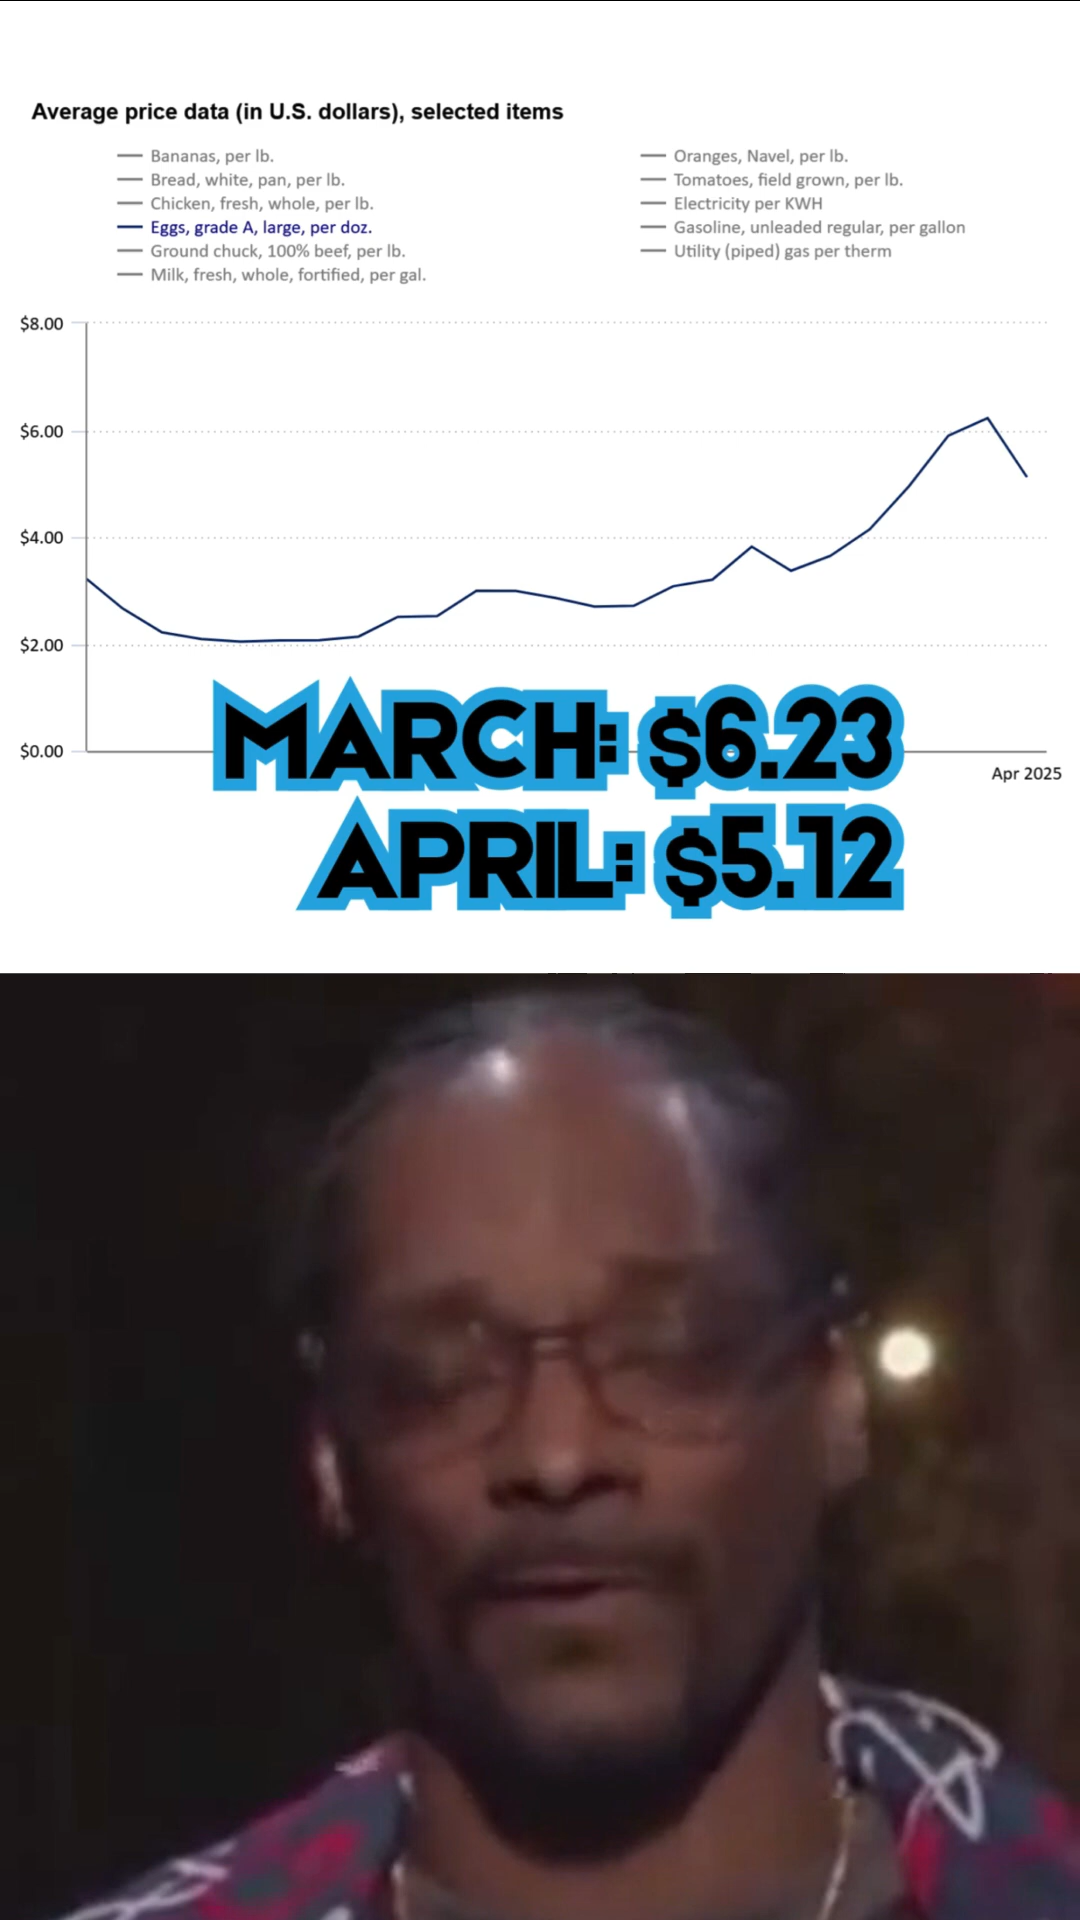 Average price data (in U.S. dollars), selected items
Bananas, per lb.
Bread, white, pan, per lb.
Chicken, fresh, whole, per lb.
Eggs, grade A, large, per doz.
Ground chuck, 100% beef, per lb.
Milk, fresh, whole, fortified, per gal.
Oranges, Navel, per lb.
Tomatoes, field grown, per lb.
Electricity per KWH
Gasoline, unleaded regular, per gallon
Utility (piped) gas per therm
$8.00
$6.00
$4.00
$2.00
$0.00
Apr 2025
MARCH: $6.23
APRIL: $5.12